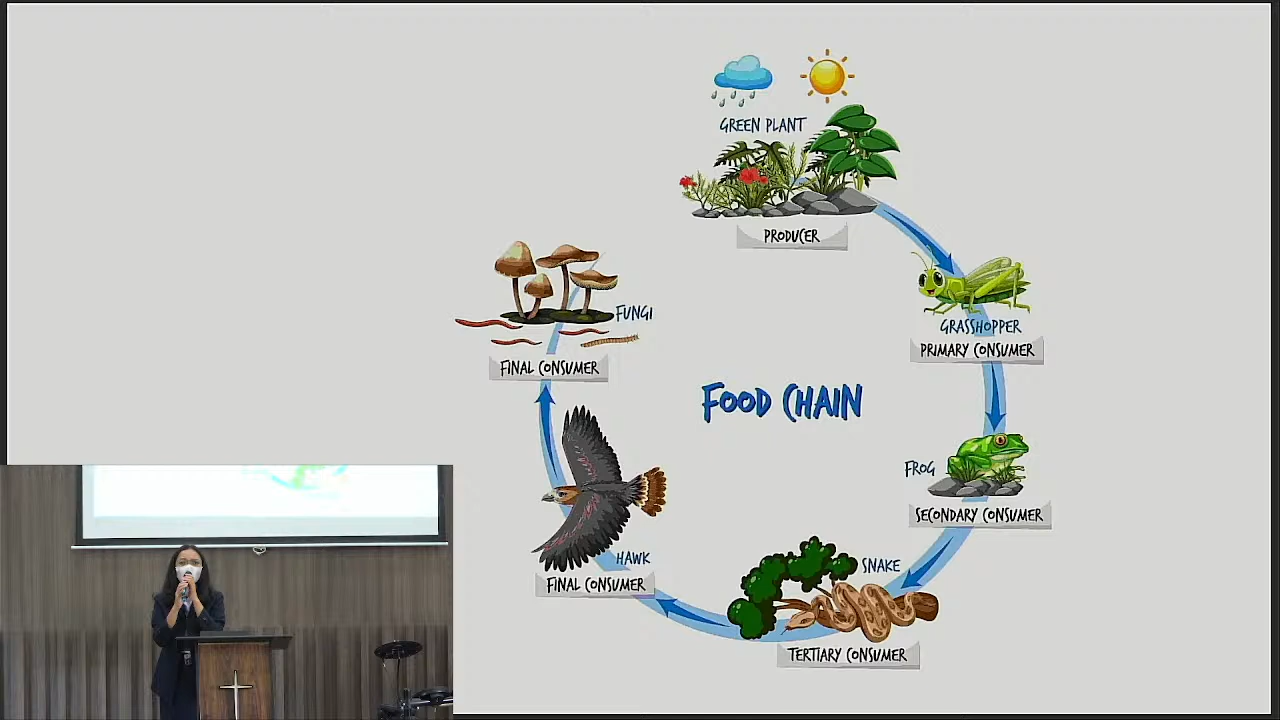 GREEN PLANT
PRODUCER
GRASSHOPPER
PRIMARY CONSUMER
FROG
SECONDARY CONSUMER
SNAKE
TERTIARY CONSUMER
HAWK
FINAL CONSUMER
FUNGI
FINAL CONSUMER
FOOD CHAIN